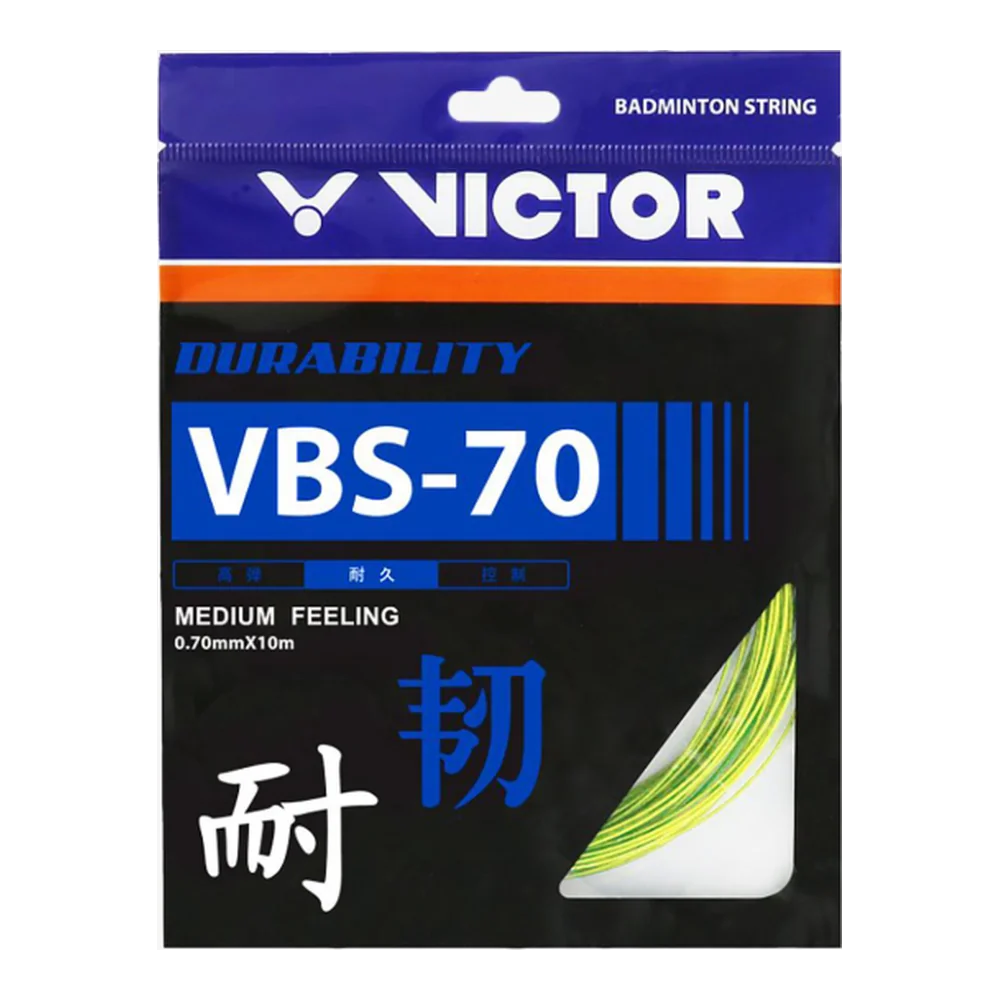 BADMINTON STRING
VICTOR
DURABILITY
VBS-70
高弹 耐久 控制
MEDIUM FEELING
0.70mmX10m
韧
耐